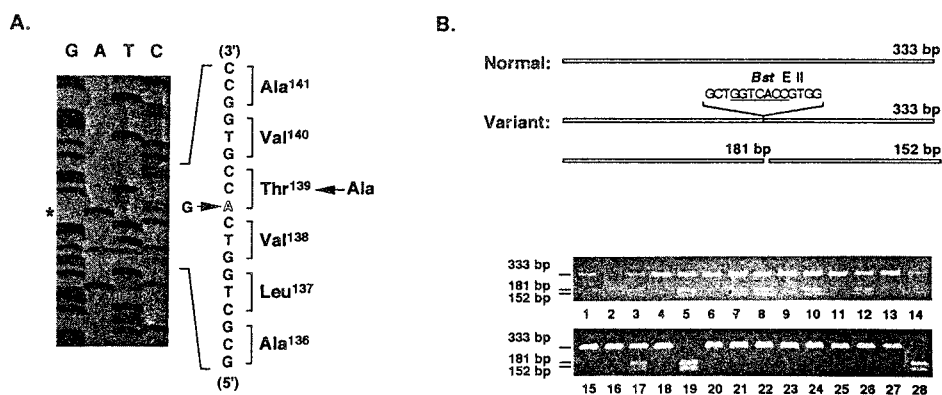 A.
G A T C
(3')
C
C
G
Ala141
G
T
G
Val140
C
C
A
Thr139
Ala
G
*
C
T
G
Val138
G
T
C
Leu137
G
C
G
Ala136
(5')
B.
Normal:
333 bp
Bst E II
GCTGGTCACCGTGG
Variant:
333 bp
181 bp
152 bp
333 bp
181 bp
152 bp
1 2 3 4 5 6 7 8 9 10 11 12 13 14
333 bp
181 bp
152 bp
15 16 17 18 19 20 21 22 23 24 25 26 27 28